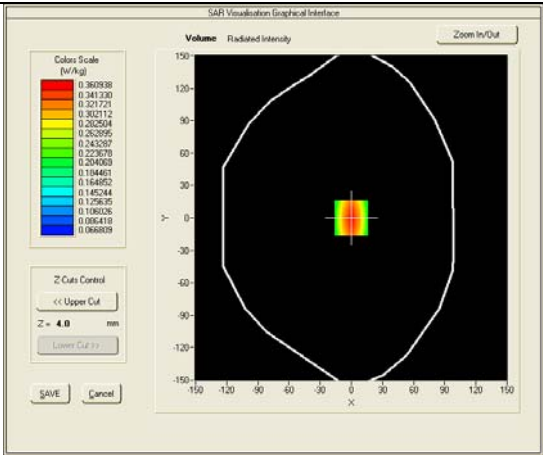 SAR Visualisation Graphical Interface
Volume Radiated Intensity
Zoom In/Out
Colors Scale
(W/kg)
0.360938
0.341330
0.321721
0.302112
0.282504
0.262895
0.243287
0.223678
0.204069
0.184461
0.164852
0.145244
0.125635
0.106026
0.086418
0.066809
Z-Cuts Control
<< Upper Cut
Z = 4.0 mm
Lower Cut >>
SAVE Cancel
150
120
90
60
30
0
-30
-60
-90
-120
-150
Y
-150 -120 -90 -60 -30 0 30 60 90 120 150
X